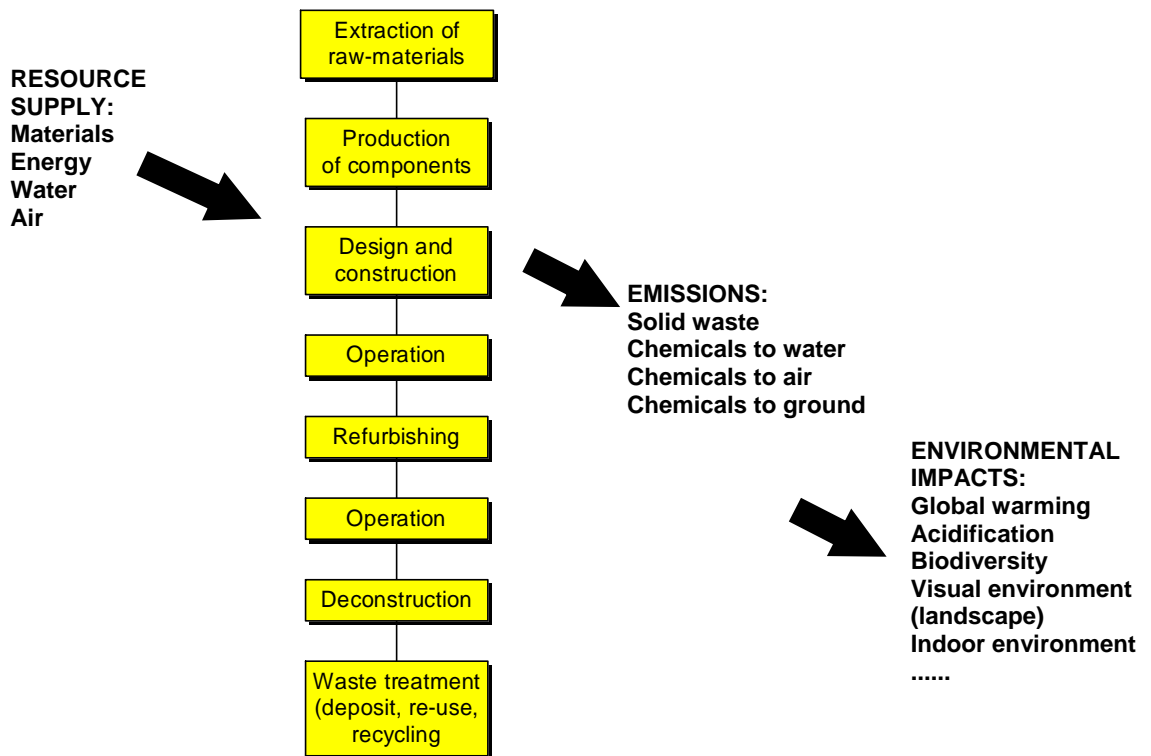 Extraction of
raw-materials
RESOURCE
SUPPLY:
Materials
Energy
Water
Air
Production
of components
Design and
construction
EMISSIONS:
Solid waste
Chemicals to water
Chemicals to air
Chemicals to ground
Operation
Refurbishing
ENVIRONMENTAL
IMPACTS:
Global warming
Acidification
Biodiversity
Visual environment
(landscape)
Indoor environment
......
Operation
Deconstruction
Waste treatment
(deposit, re-use,
recycling